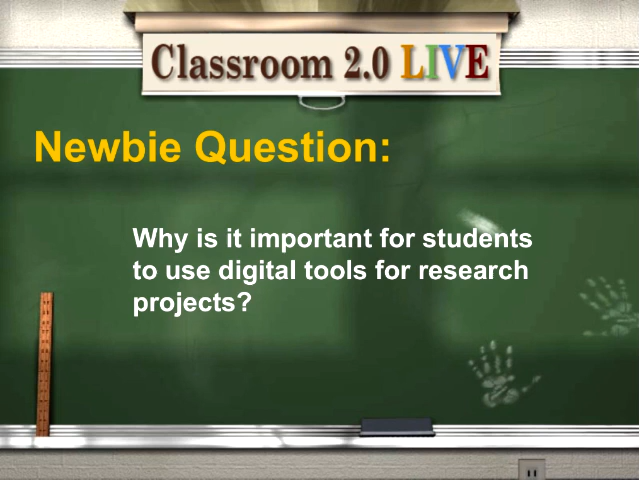 Classroom 2.0 LIVE
Newbie Question:
Why is it important for students
to use digital tools for research
projects?